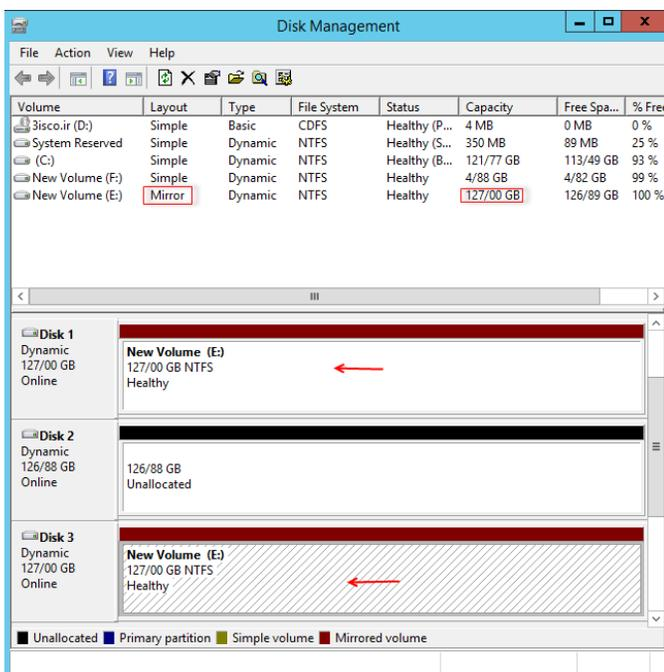 Disk Management
File Action View Help
Volume Layout Type File System Status Capacity Free Spa... % Fre
3isco.ir (D:) Simple Basic CDFS Healthy (P... 4 MB 0 MB 0 %
System Reserved Simple Dynamic NTFS Healthy (S... 350 MB 89 MB 25 %
(C:) Simple Dynamic NTFS Healthy (B... 121/77 GB 113/49 GB 93 %
New Volume (F:) Simple Dynamic NTFS Healthy 4/88 GB 4/82 GB 99 %
New Volume (E:) Mirror Dynamic NTFS Healthy 127/00 GB 126/89 GB 100 %
Disk 1
Dynamic
127/00 GB
Online
New Volume (E:)
127/00 GB NTFS
Healthy
Disk 2
Dynamic
126/88 GB
Online
126/88 GB
Unallocated
Disk 3
Dynamic
127/00 GB
Online
New Volume (E:)
127/00 GB NTFS
Healthy
Unallocated Primary partition Simple volume Mirrored volume